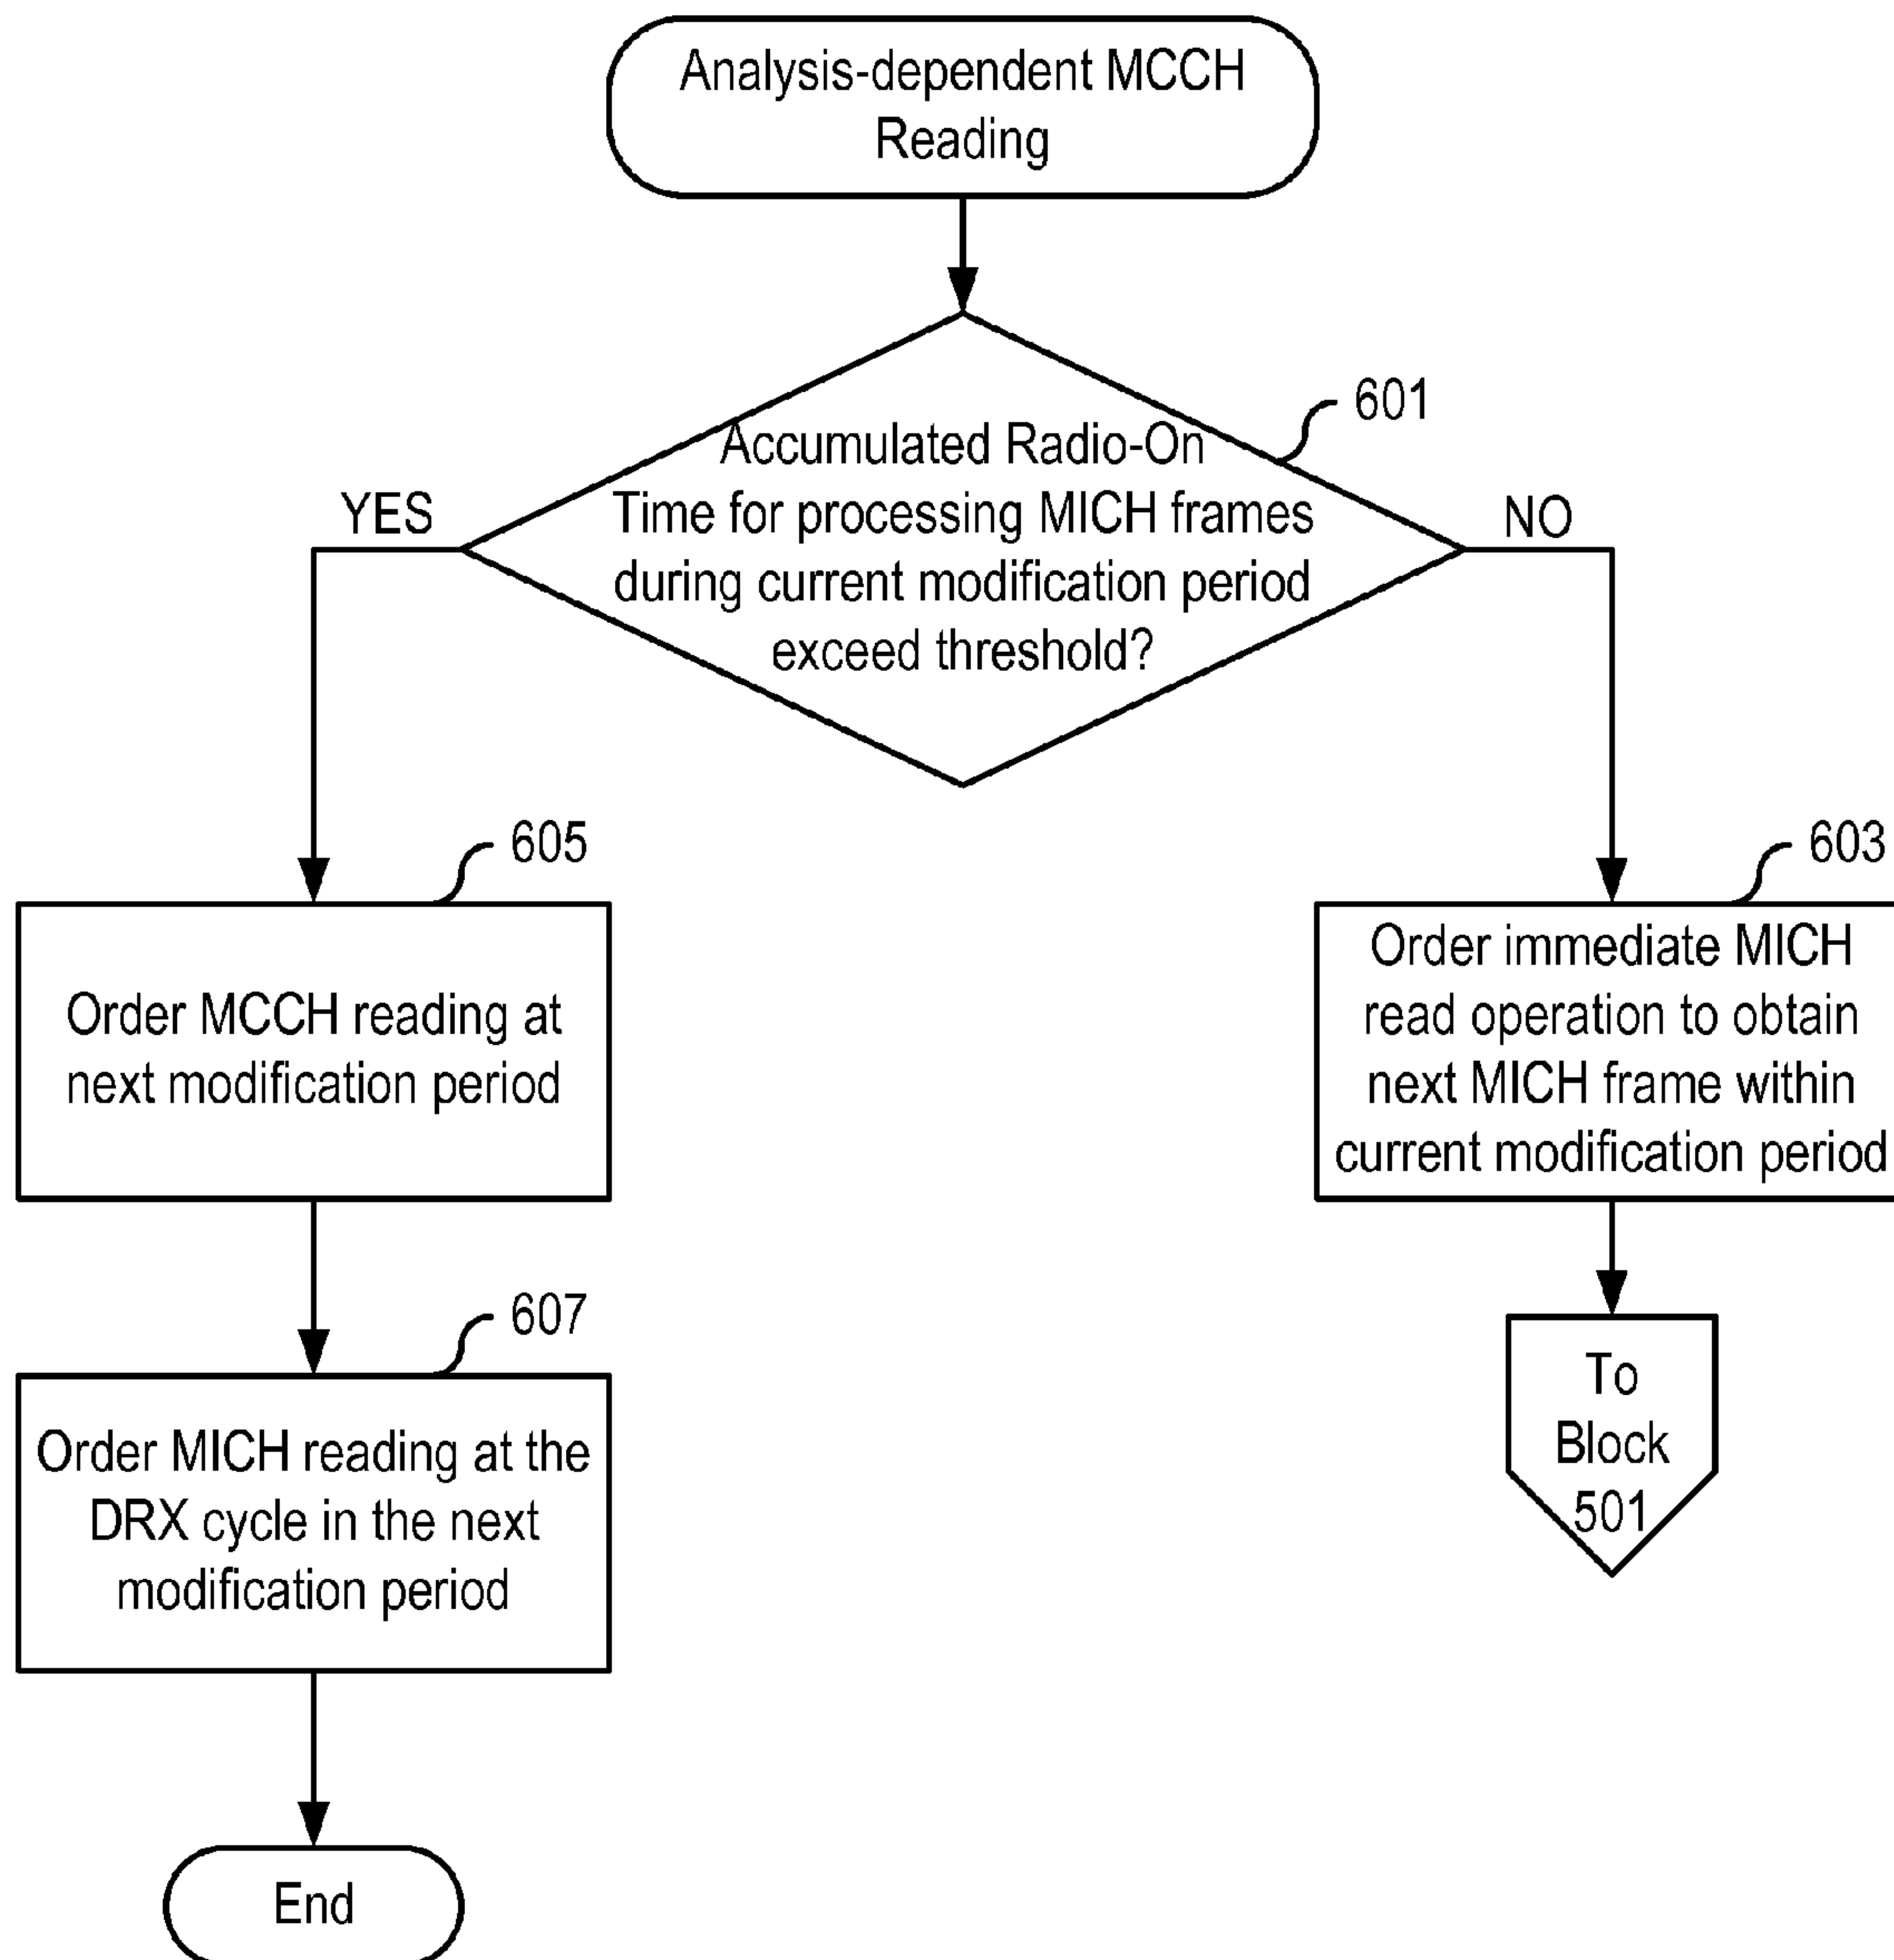 Analysis-dependent MCCH
Reading
601
Accumulated Radio-On
Time for processing MICH frames
during current modification period
exceed threshold?
YES
NO
605
Order MCCH reading at
next modification period
603
Order immediate MICH
read operation to obtain
next MICH frame within
current modification period
607
Order MICH reading at the
DRX cycle in the next
modification period
To
Block
501
End